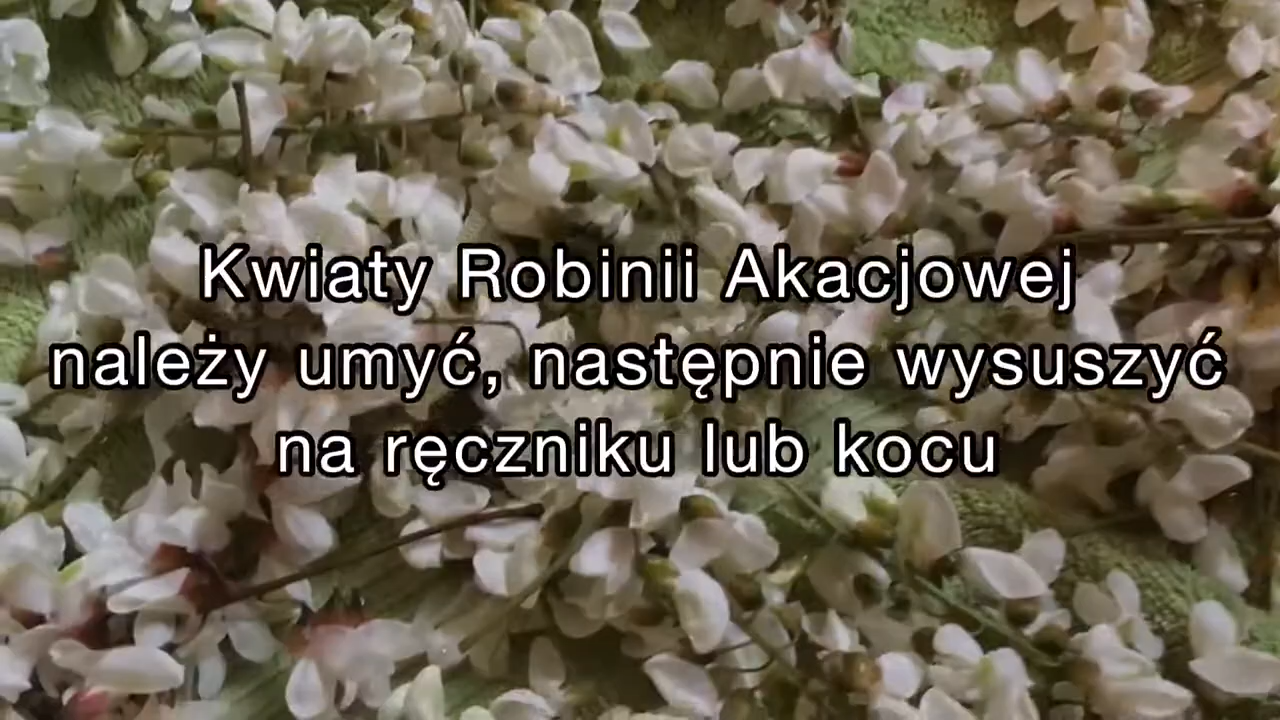 Kwiaty Robinii Akacjowej
należy umyć, następnie wysuszyć
na ręczniku lub kocu